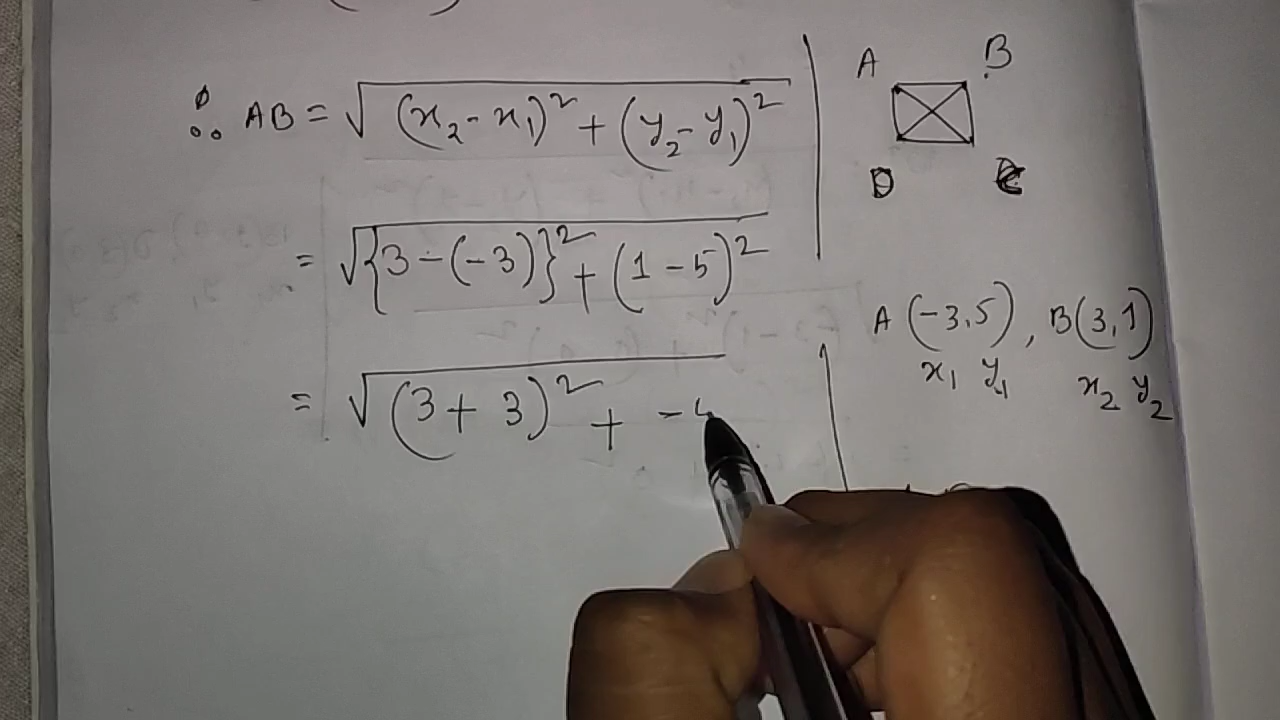 ∴ AB = √(x₂ - x₁)² + (y₂ - y₁)²
= √{3 - (-3)}² + (1 - 5)²
= √(3 + 3)² + -4
A B
D C
A(-3,5), B(3,1)
x₁ y₁ x₂ y₂